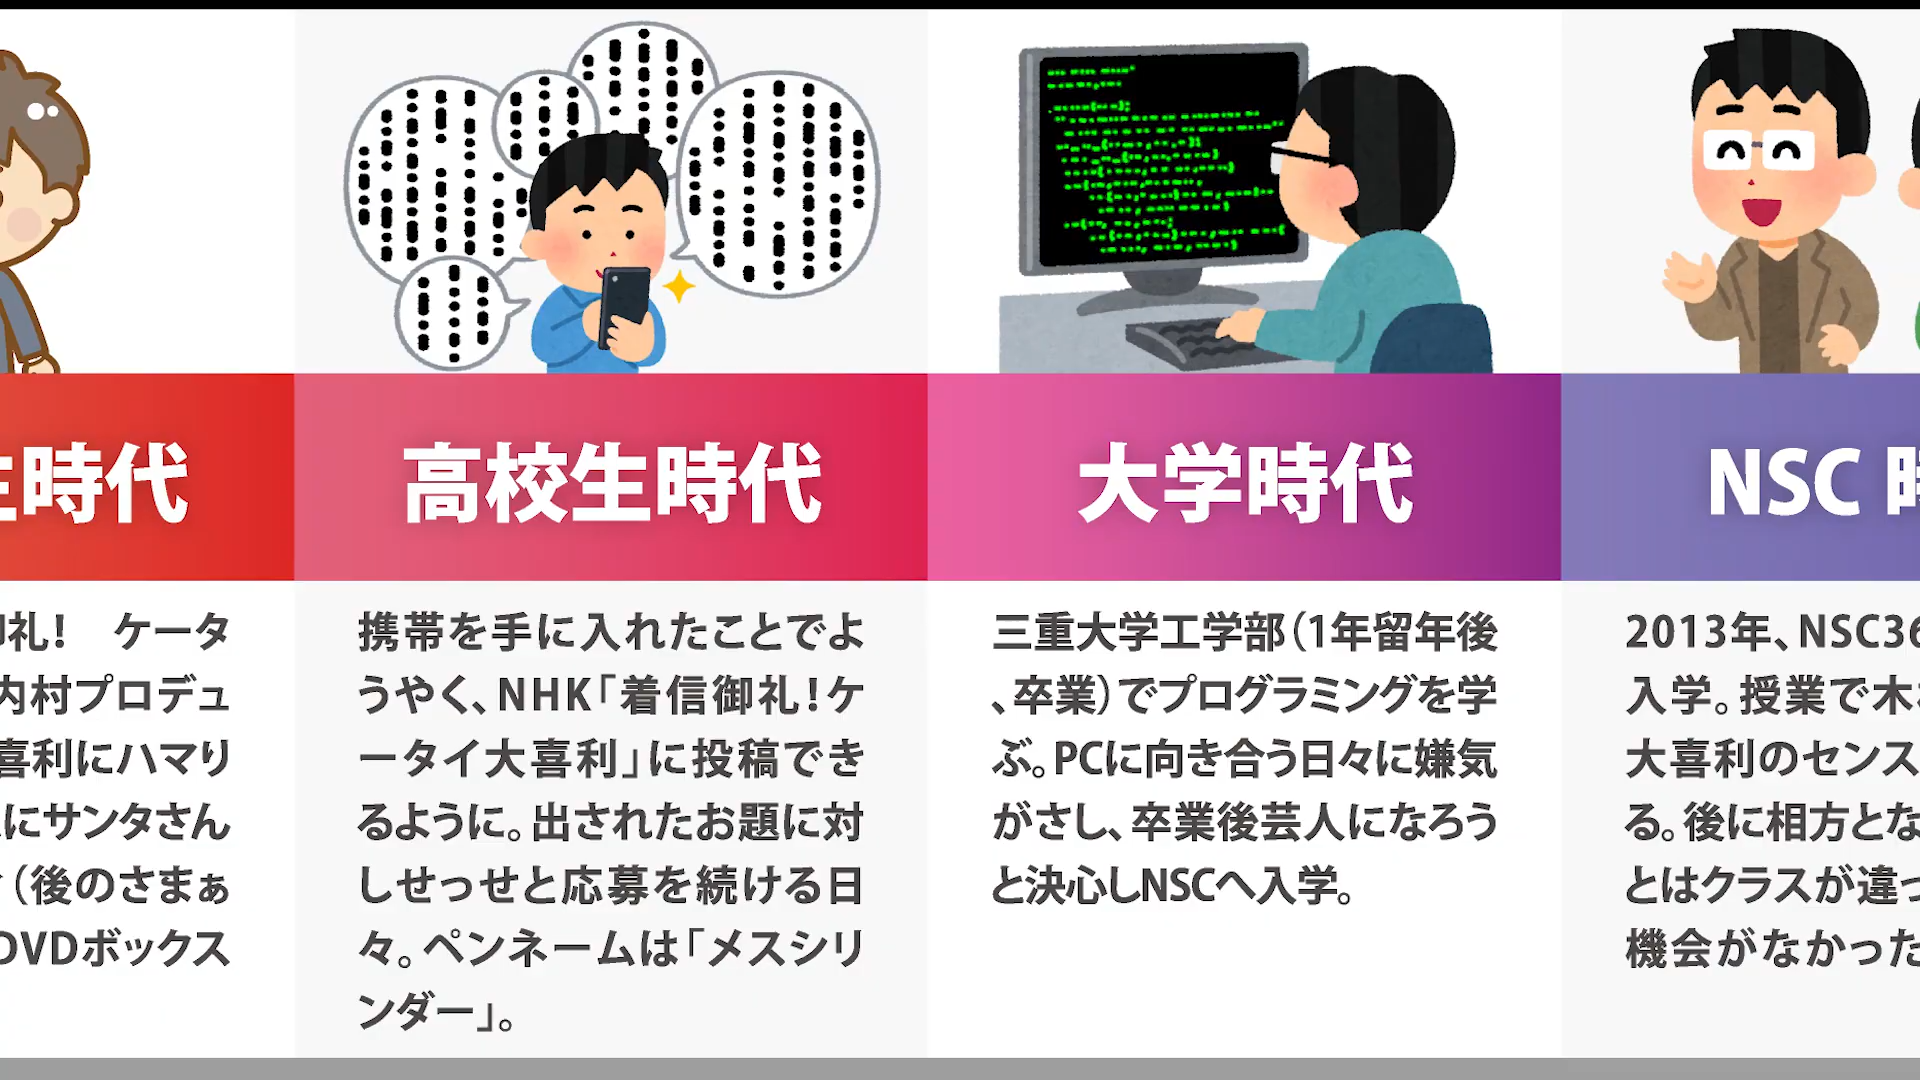 生時代
御礼!　ケータ
内村プロデュ
喜利にハマり
にサンタさん
(後のさまぁ
DVDボックス
高校生時代
携帯を手に入れたことでよ
うやく、NHK「着信御礼!ケ
ータイ大喜利」に投稿でき
るように。出されたお題に対
しせっせと応募を続ける日
々。ペンネームは「メスシリ
ンダー」。
大学時代
三重大学工学部(1年留年後
、卒業)でプログラミングを学
ぶ。PCに向き合う日々に嫌気
がさし、卒業後芸人になろう
と決心しNSCへ入学。
NSC 時
2013年、NSC36
入学。授業で木
大喜利のセンス
る。後に相方とな
とはクラスが違っ
機会がなかった